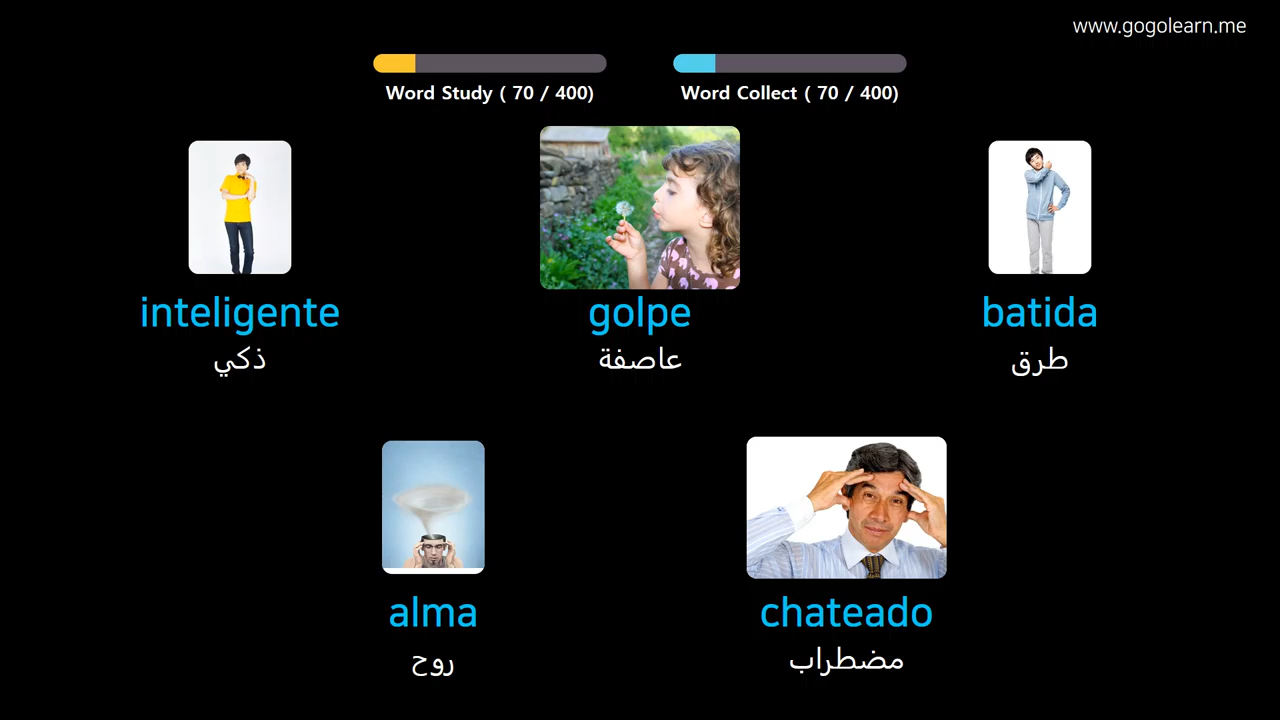 www.gogolearn.me
Word Study ( 70 / 400)
Word Collect ( 70 / 400)
inteligente
ذكي
golpe
عاصفة
batida
طرق
alma
روح
chateado
مضطراب